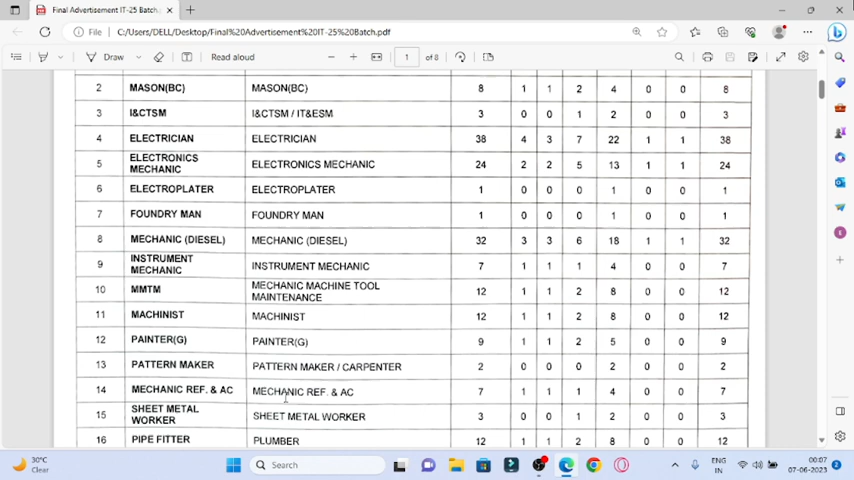 Final Advertisement IT-25 Batch.
File C:/Users/DELL/Desktop/Final%20Advertisement%20IT-25%20Batch.pdf
Draw Read aloud 1 of 8
2 MASON(BC) MASON(BC) 8 1 1 2 4 0 0 8
3 I&CTSM I&CTSM / IT&ESM 3 0 0 1 2 0 0 3
4 ELECTRICIAN ELECTRICIAN 38 4 3 7 22 1 1 38
5 ELECTRONICS MECHANIC ELECTRONICS MECHANIC 24 2 2 5 13 1 1 24
6 ELECTROPLATER ELECTROPLATER 1 0 0 0 1 0 0 1
7 FOUNDRY MAN FOUNDRY MAN 1 0 0 0 1 0 0 1
8 MECHANIC (DIESEL) MECHANIC (DIESEL) 32 3 3 6 18 1 1 32
9 INSTRUMENT MECHANIC INSTRUMENT MECHANIC 7 1 1 1 4 0 0 7
10 MMTM MECHANIC MACHINE TOOL MAINTENANCE 12 1 1 2 8 0 0 12
11 MACHINIST MACHINIST 12 1 1 2 8 0 0 12
12 PAINTER(G) PAINTER(G) 9 1 1 2 5 0 0 9
13 PATTERN MAKER PATTERN MAKER / CARPENTER 2 0 0 0 2 0 0 2
14 MECHANIC REF. & AC MECHANIC REF. & AC 7 1 1 1 4 0 0 7
15 SHEET METAL WORKER SHEET METAL WORKER 3 0 0 1 2 0 0 3
16 PIPE FITTER PLUMBER 12 1 1 2 8 0 0 12
30°C
Clear
Search
ENG
IN
00:07
07-06-2023